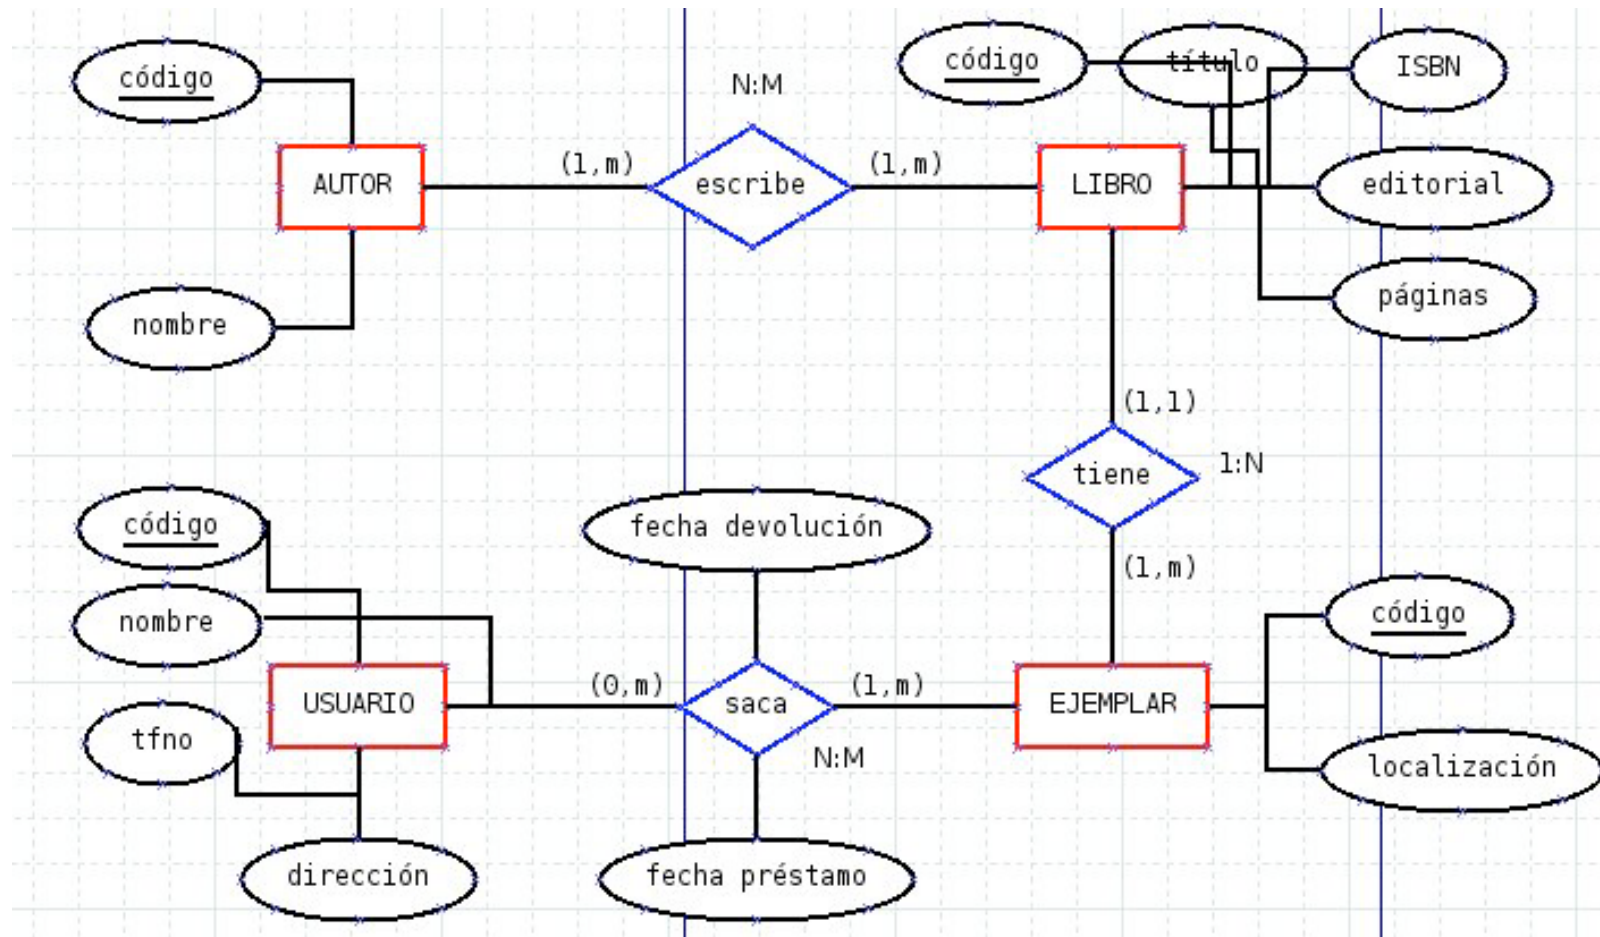 código
título
ISBN
código
N:M
AUTOR
(1,m)
escribe
(1,m)
LIBRO
editorial
nombre
páginas
(1,1)
tiene
1:N
código
fecha devolución
(1,m)
nombre
código
USUARIO
(0,m)
saca
(1,m)
EJEMPLAR
tfno
N:M
localización
dirección
fecha préstamo